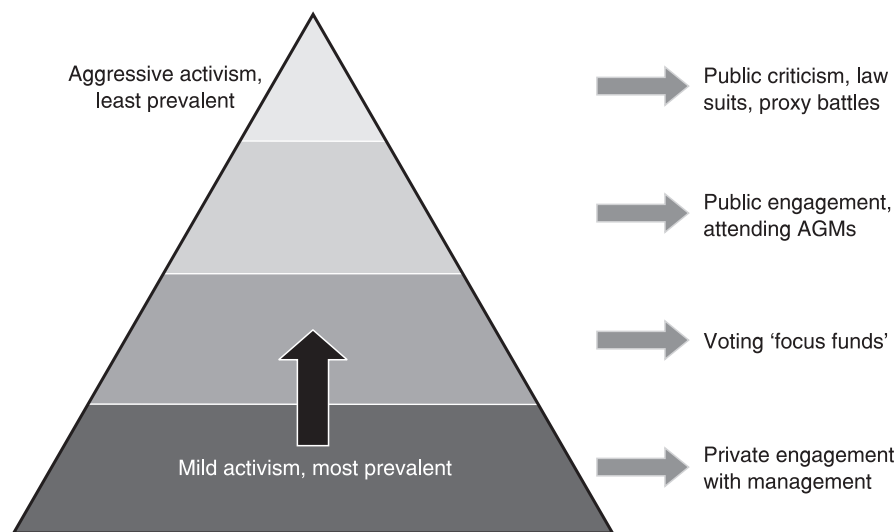 Aggressive activism,
least prevalent
Public criticism, law
suits, proxy battles
Public engagement,
attending AGMs
Voting ‘focus funds’
Mild activism, most prevalent
Private engagement
with management